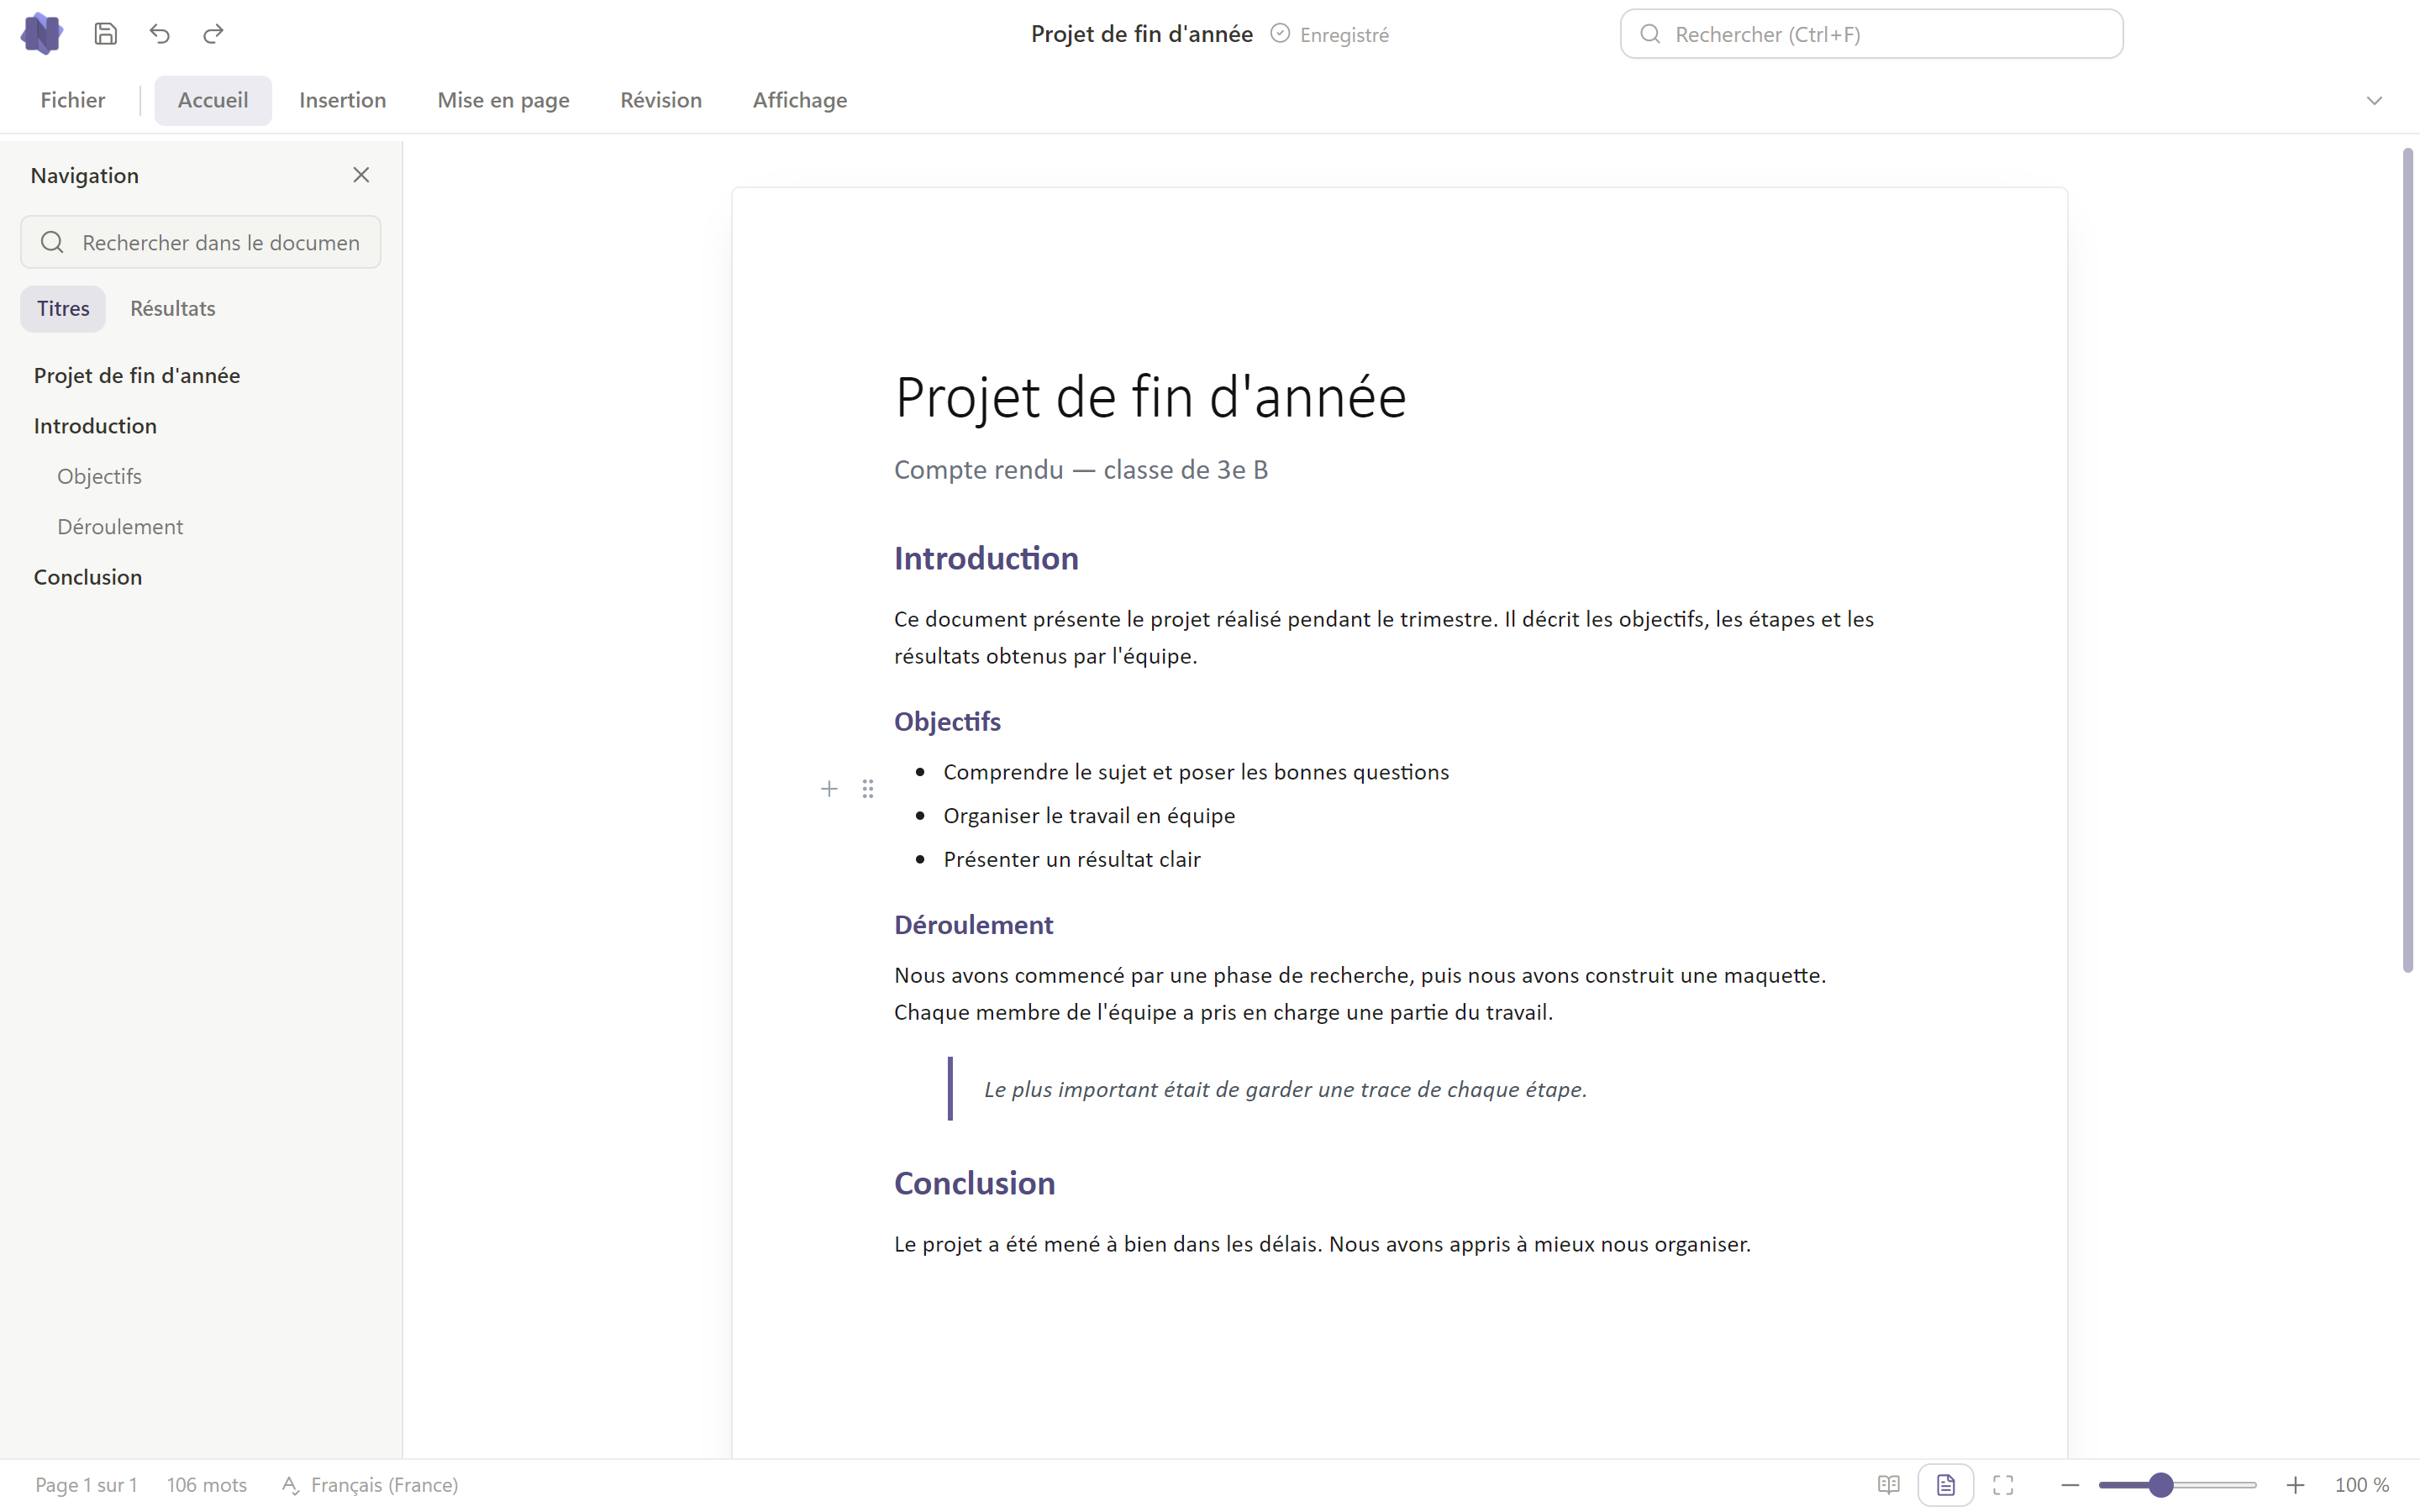 Projet de fin d'année
Enregistré
Rechercher (Ctrl+F)
Fichier
Accueil
Insertion
Mise en page
Révision
Affichage
Navigation
Rechercher dans le documen
Titres
Résultats
Projet de fin d'année
Introduction
Objectifs
Déroulement
Conclusion
Projet de fin d'année
Compte rendu — classe de 3e B
Introduction
Ce document présente le projet réalisé pendant le trimestre. Il décrit les objectifs, les étapes et les
résultats obtenus par l'équipe.
Objectifs
• Comprendre le sujet et poser les bonnes questions
• Organiser le travail en équipe
• Présenter un résultat clair
Déroulement
Nous avons commencé par une phase de recherche, puis nous avons construit une maquette.
Chaque membre de l'équipe a pris en charge une partie du travail.
Le plus important était de garder une trace de chaque étape.
Conclusion
Le projet a été mené à bien dans les délais. Nous avons appris à mieux nous organiser.
Page 1 sur 1
106 mots
Français (France)
100 %